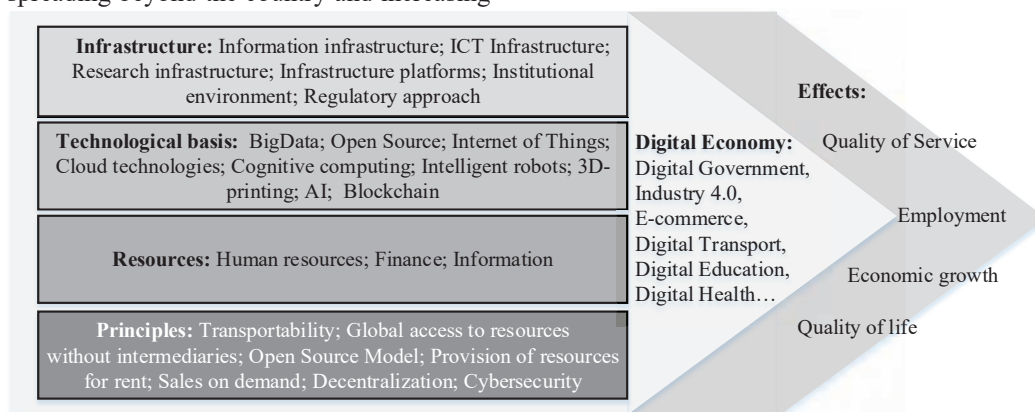 spreading beyond the country and increasing
Infrastructure: Information infrastructure; ICT Infrastructure;
Research infrastructure; Infrastructure platforms; Institutional
environment; Regulatory approach
Technological basis: BigData; Open Source; Internet of Things;
Cloud technologies; Cognitive computing; Intelligent robots; 3D-
printing; AI; Blockchain
Resources: Human resources; Finance; Information
Principles: Transportability; Global access to resources
without intermediaries; Open Source Model; Provision of resources
for rent; Sales on demand; Decentralization; Cybersecurity
Digital Economy:
Digital Government,
Industry 4.0,
E-commerce,
Digital Transport,
Digital Education,
Digital Health…
Effects:
Quality of Service
Employment
Economic growth
Quality of life